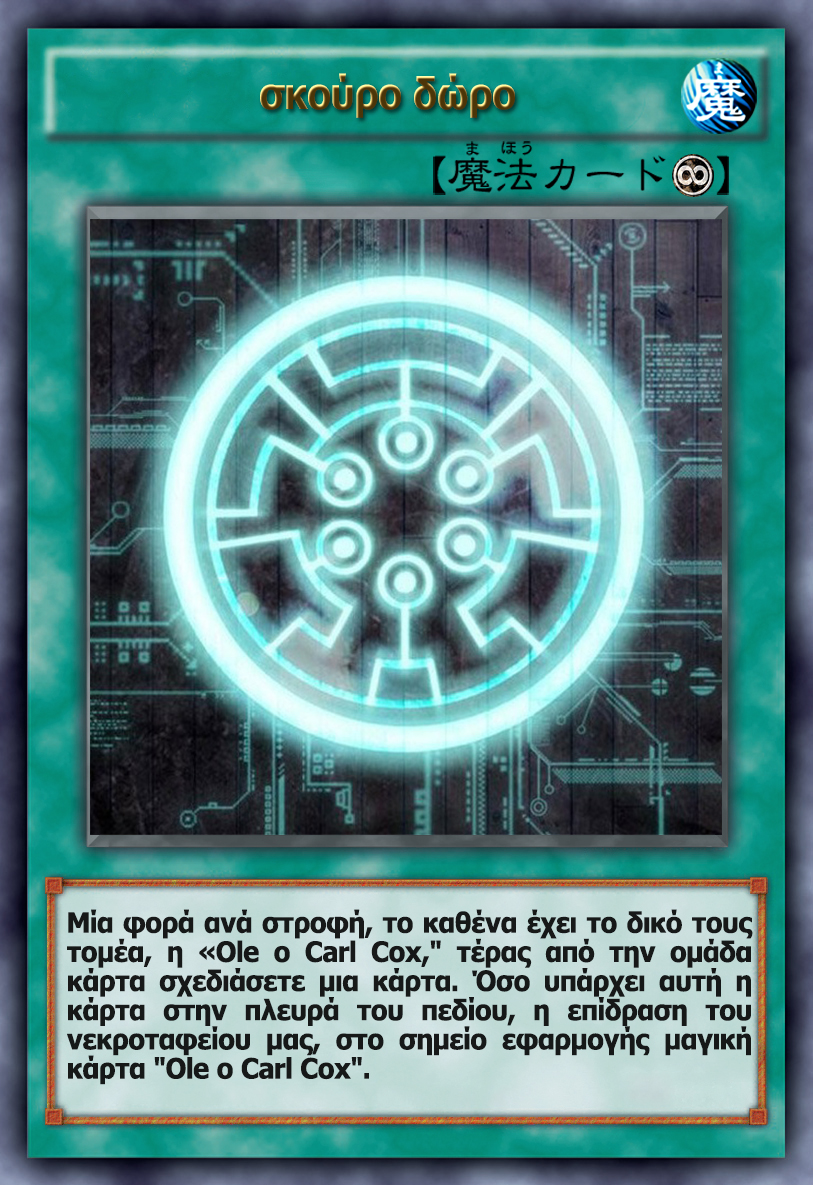 σκούρο δώρο
魔
【魔法カード】
ま ほう
Μία φορά ανά στροφή, το καθένα έχει το δικό τους
τομέα, η «Ole ο Carl Cox," τέρας από την ομάδα
κάρτα σχεδιάσετε μια κάρτα. Όσο υπάρχει αυτή η
κάρτα στην πλευρά του πεδίου, η επίδραση του
νεκροταφείου μας, στο σημείο εφαρμογής μαγική
κάρτα "Ole ο Carl Cox".